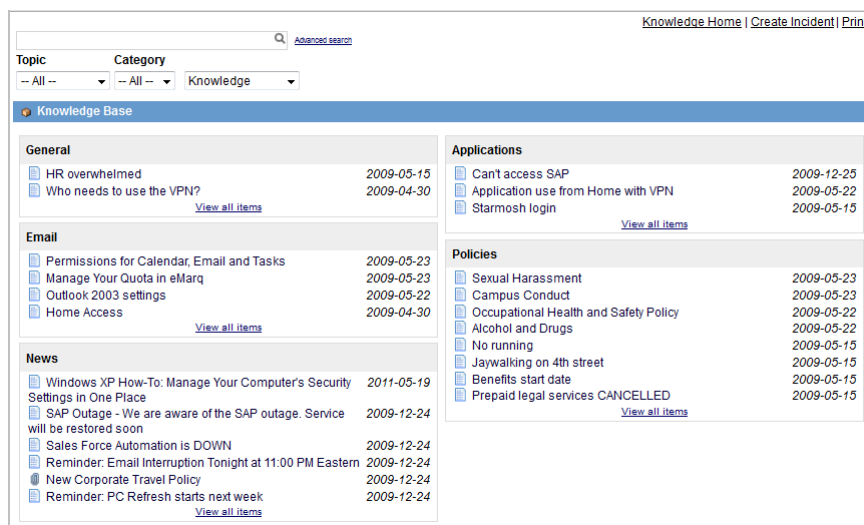 Knowledge Home | Create Incident | Prin
Advanced search
Topic Category
-- All -- -- All -- Knowledge
Knowledge Base
General
HR overwhelmed 2009-05-15
Who needs to use the VPN? 2009-04-30
View all items
Email
Permissions for Calendar, Email and Tasks 2009-05-23
Manage Your Quota in eMarq 2009-05-23
Outlook 2003 settings 2009-05-22
Home Access 2009-04-30
View all items
News
Windows XP How-To: Manage Your Computer's Security 2011-05-19
Settings in One Place
SAP Outage - We are aware of the SAP outage. Service 2009-12-24
will be restored soon
Sales Force Automation is DOWN 2009-12-24
Reminder: Email Interruption Tonight at 11:00 PM Eastern 2009-12-24
New Corporate Travel Policy 2009-12-24
Reminder: PC Refresh starts next week 2009-12-24
View all items
Applications
Can't access SAP 2009-12-25
Application use from Home with VPN 2009-05-22
Starmosh login 2009-05-15
View all items
Policies
Sexual Harassment 2009-05-23
Campus Conduct 2009-05-23
Occupational Health and Safety Policy 2009-05-22
Alcohol and Drugs 2009-05-22
No running 2009-05-15
Jaywalking on 4th street 2009-05-15
Benefits start date 2009-05-15
Prepaid legal services CANCELLED 2009-05-15
View all items